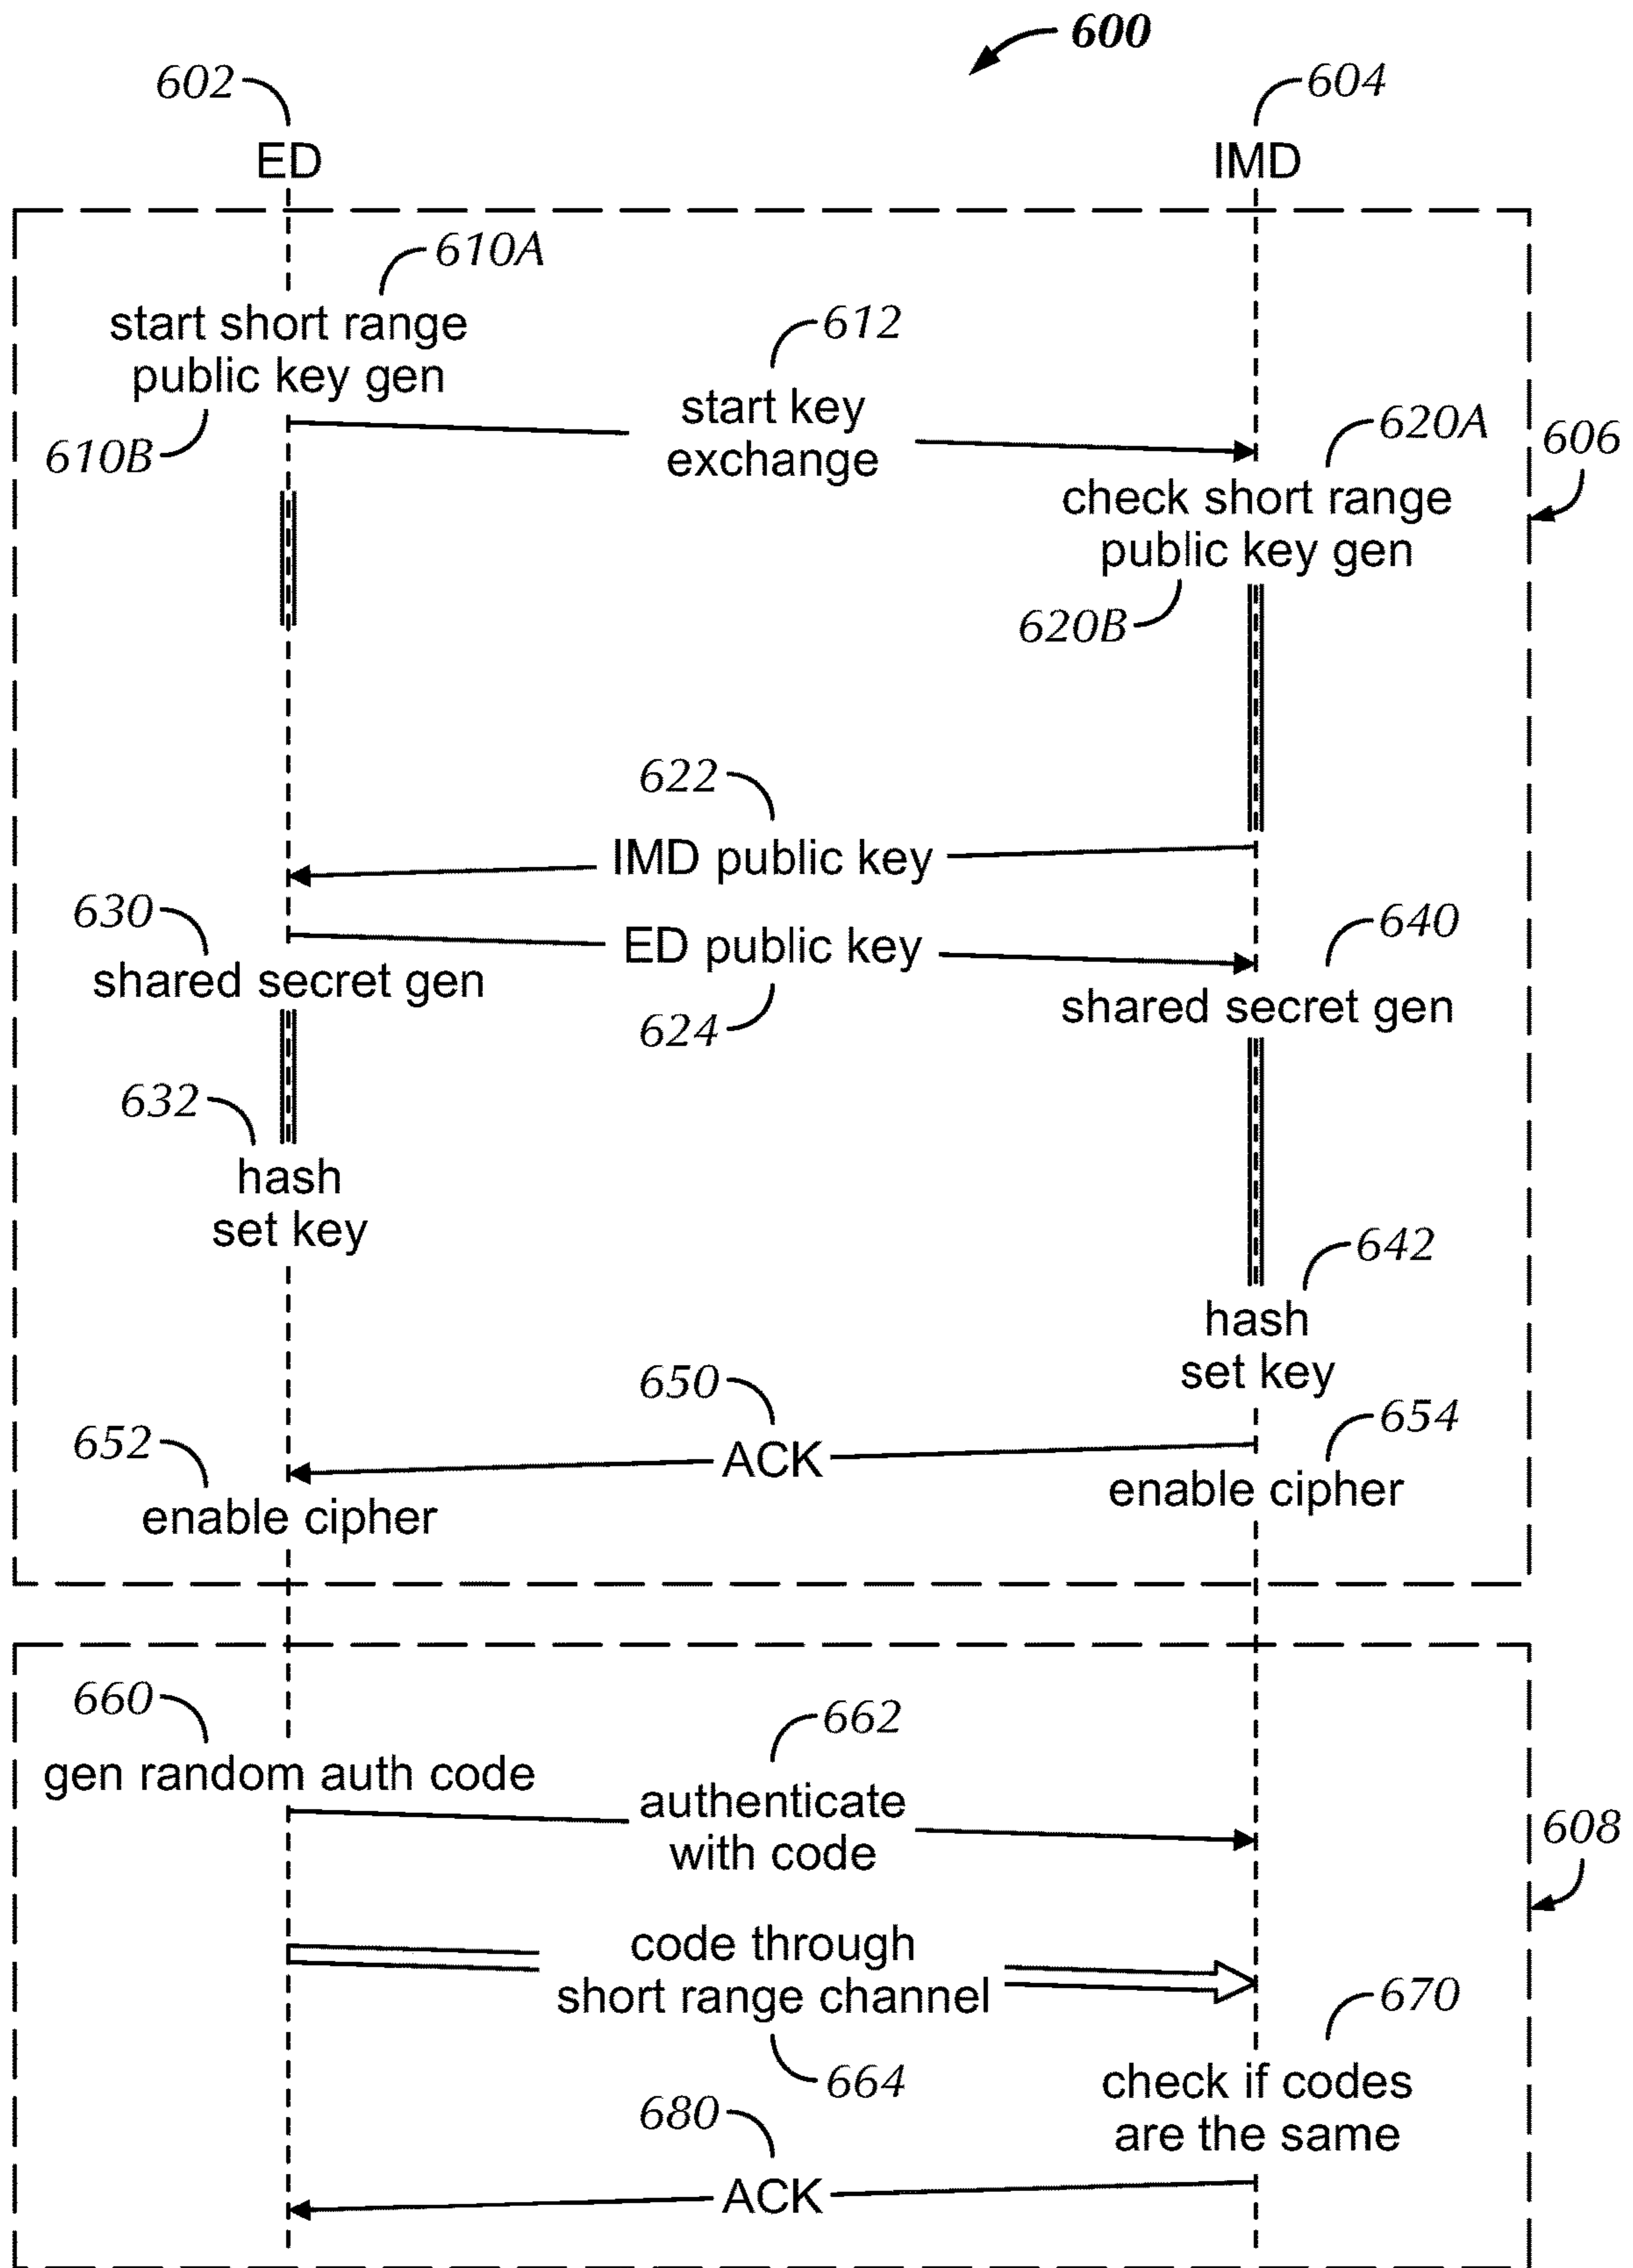 600
602
604
ED
IMD
610A
start short range
public key gen
610B
612
start key
exchange
620A
606
check short range
public key gen
620B
622
IMD public key
630
ED public key
640
shared secret gen
624
shared secret gen
632
hash
set key
642
hash
set key
650
ACK
652
654
enable cipher
enable cipher
660
gen random auth code
662
authenticate
with code
608
code through
short range channel
664
670
check if codes
are the same
680
ACK